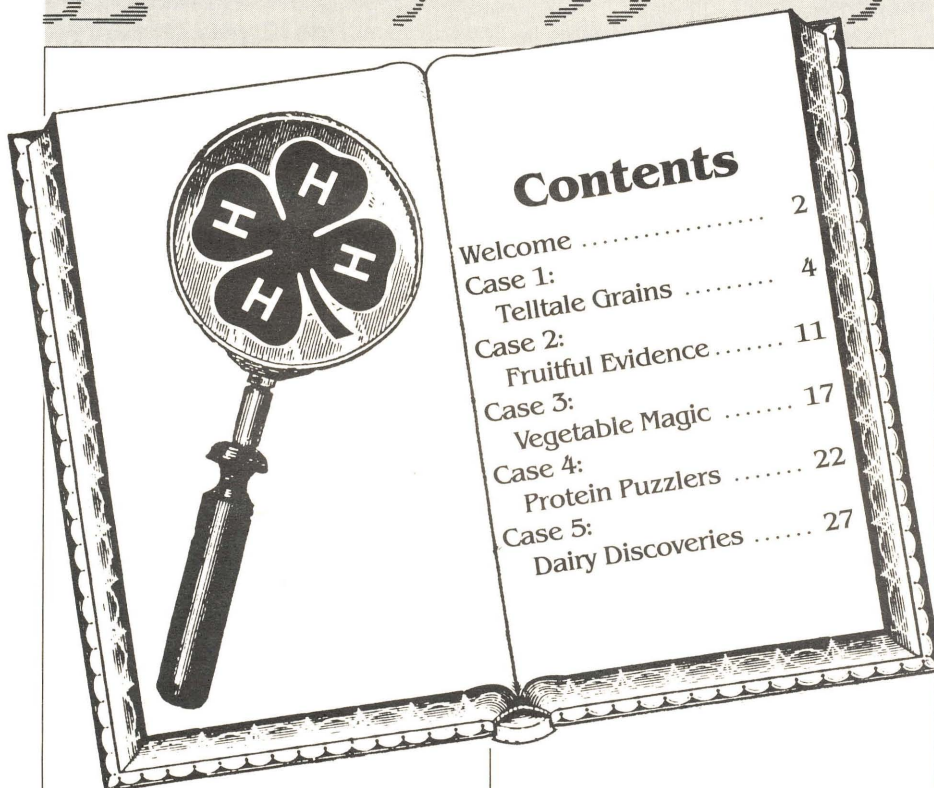 H
H
H
H
Contents
Welcome .................. 2
Case 1:
Telltale Grains ......... 4
Case 2:
Fruitful Evidence....... 11
Case 3:
Vegetable Magic ....... 17
Case 4:
Protein Puzzlers ....... 22
Case 5:
Dairy Discoveries ...... 27